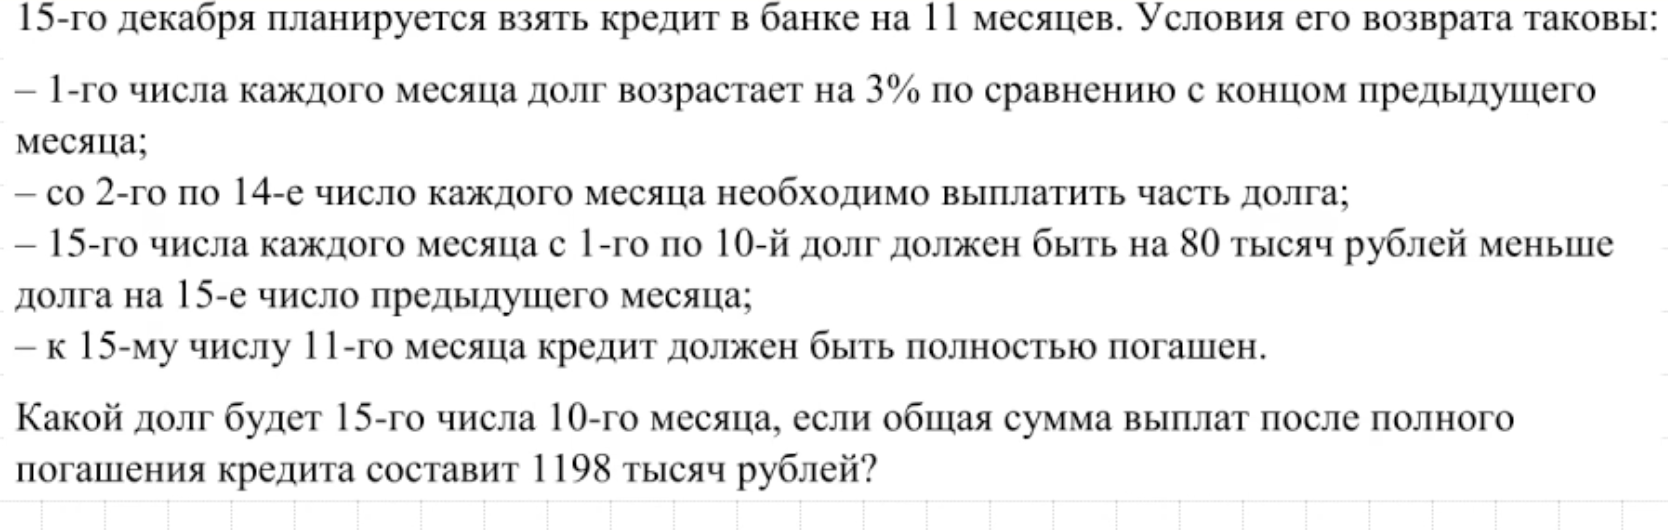 15-го декабря планируется взять кредит в банке на 11 месяцев. Условия его возврата таковы:
– 1-го числа каждого месяца долг возрастает на 3% по сравнению с концом предыдущего
месяца;
– со 2-го по 14-е число каждого месяца необходимо выплатить часть долга;
– 15-го числа каждого месяца с 1-го по 10-й долг должен быть на 80 тысяч рублей меньше
долга на 15-е число предыдущего месяца;
– к 15-му числу 11-го месяца кредит должен быть полностью погашен.
Какой долг будет 15-го числа 10-го месяца, если общая сумма выплат после полного
погашения кредита составит 1198 тысяч рублей?